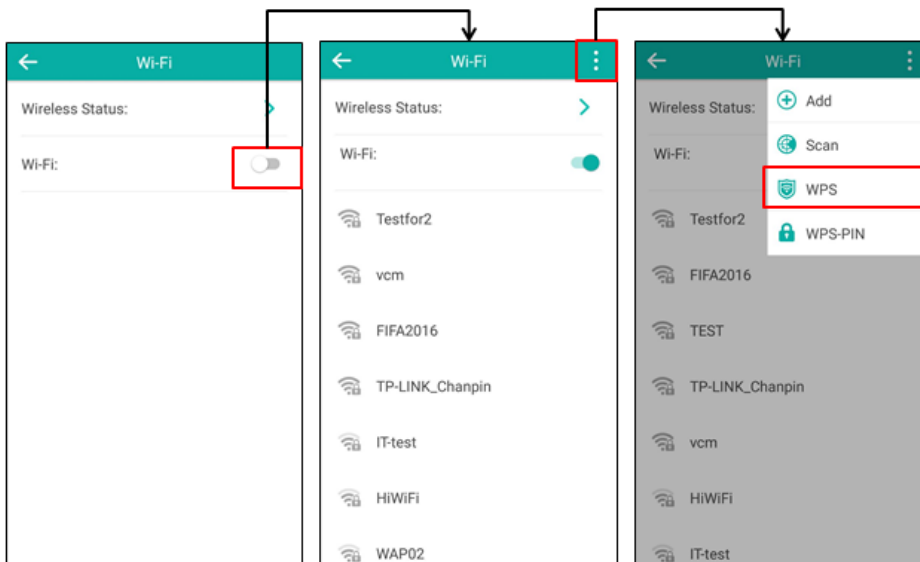 Wi-Fi
Wireless Status:
Wi-Fi:
Wi-Fi
Wireless Status:
Wi-Fi:
Testfor2
vcm
FIFA2016
TP-LINK_Chanpin
IT-test
HiWiFi
WAP02
Wi-Fi
Wireless Status:
Wi-Fi:
Add
Scan
WPS
WPS-PIN
Testfor2
FIFA2016
TEST
TP-LINK_Chanpin
vcm
HiWiFi
IT-test